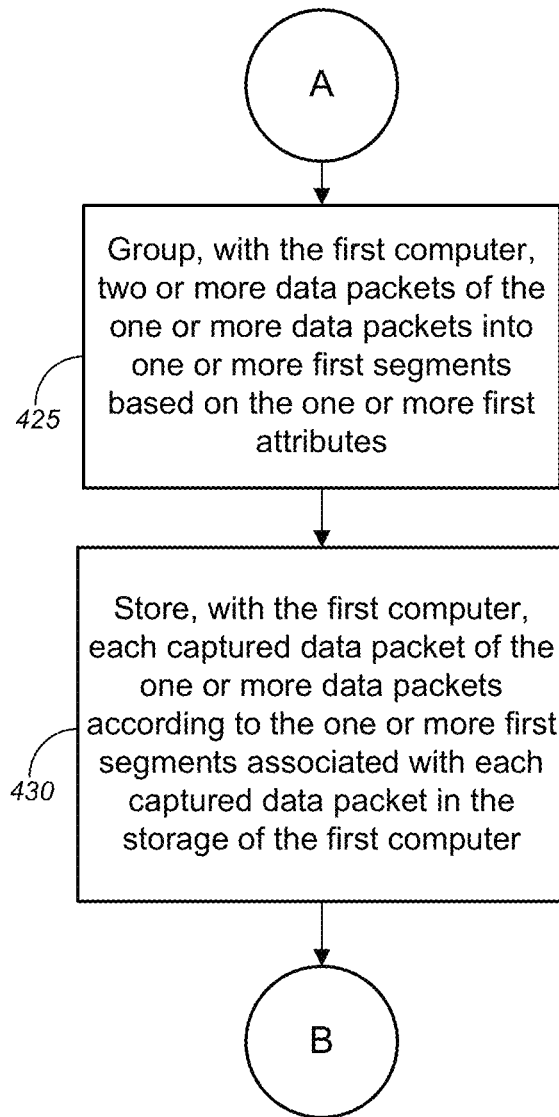 A
Group, with the first computer,
two or more data packets of the
one or more data packets into
one or more first segments
based on the one or more first
attributes
425
Store, with the first computer,
each captured data packet of the
one or more data packets
according to the one or more first
segments associated with each
captured data packet in the
storage of the first computer
430
B